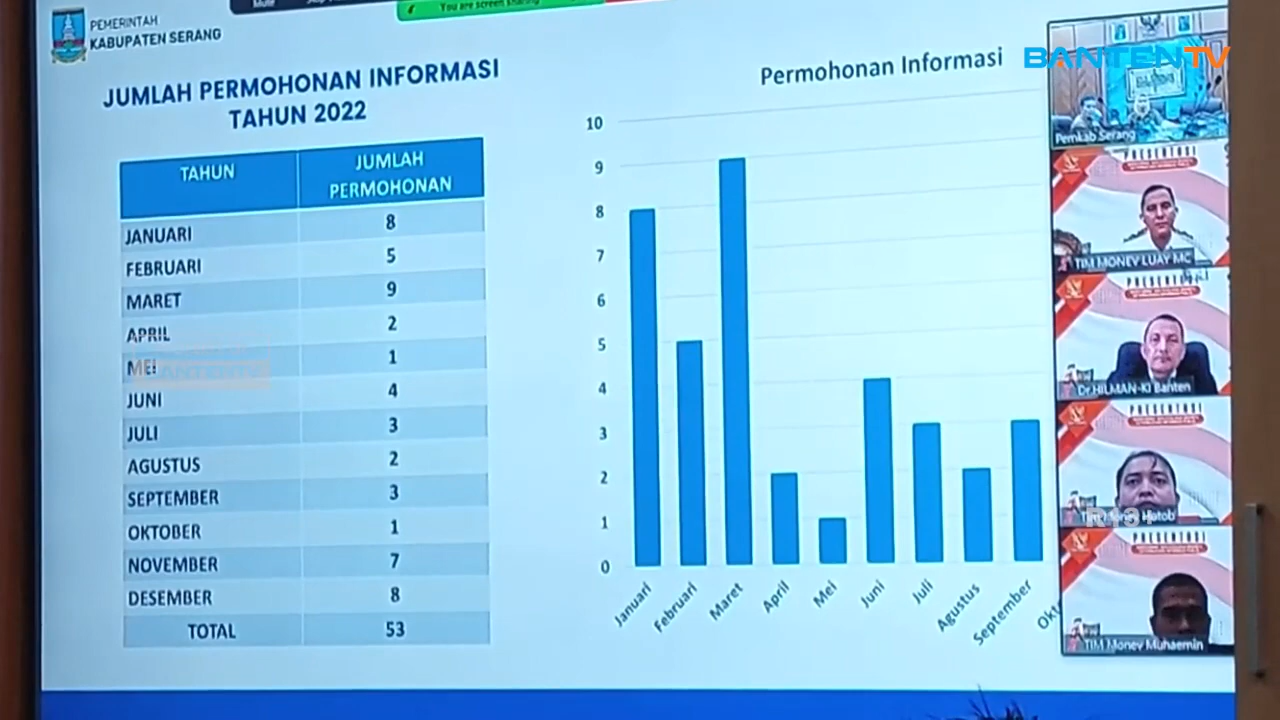 You are screen sharing
PEMERINTAH
KABUPATEN SERANG
BANTENTV
JUMLAH PERMOHONAN INFORMASI
TAHUN 2022
TAHUN JUMLAH PERMOHONAN
JANUARI 8
FEBRUARI 5
MARET 9
APRIL 2
MEI 1
JUNI 4
JULI 3
AGUSTUS 2
SEPTEMBER 3
OKTOBER 1
NOVEMBER 7
DESEMBER 8
TOTAL 53
Permohonan Informasi
10
9
8
7
6
5
4
3
2
1
0
Januari
Februari
Maret
April
Mei
Juni
Juli
Agustus
September
Pemkab Serang
PRESENTASI
TIM MONEV LUAY MC
PRESENTASI
Dr.HILMAN-KI Banten
PRESENTASI
PRESENTASI
TIM Monev Muhaemin